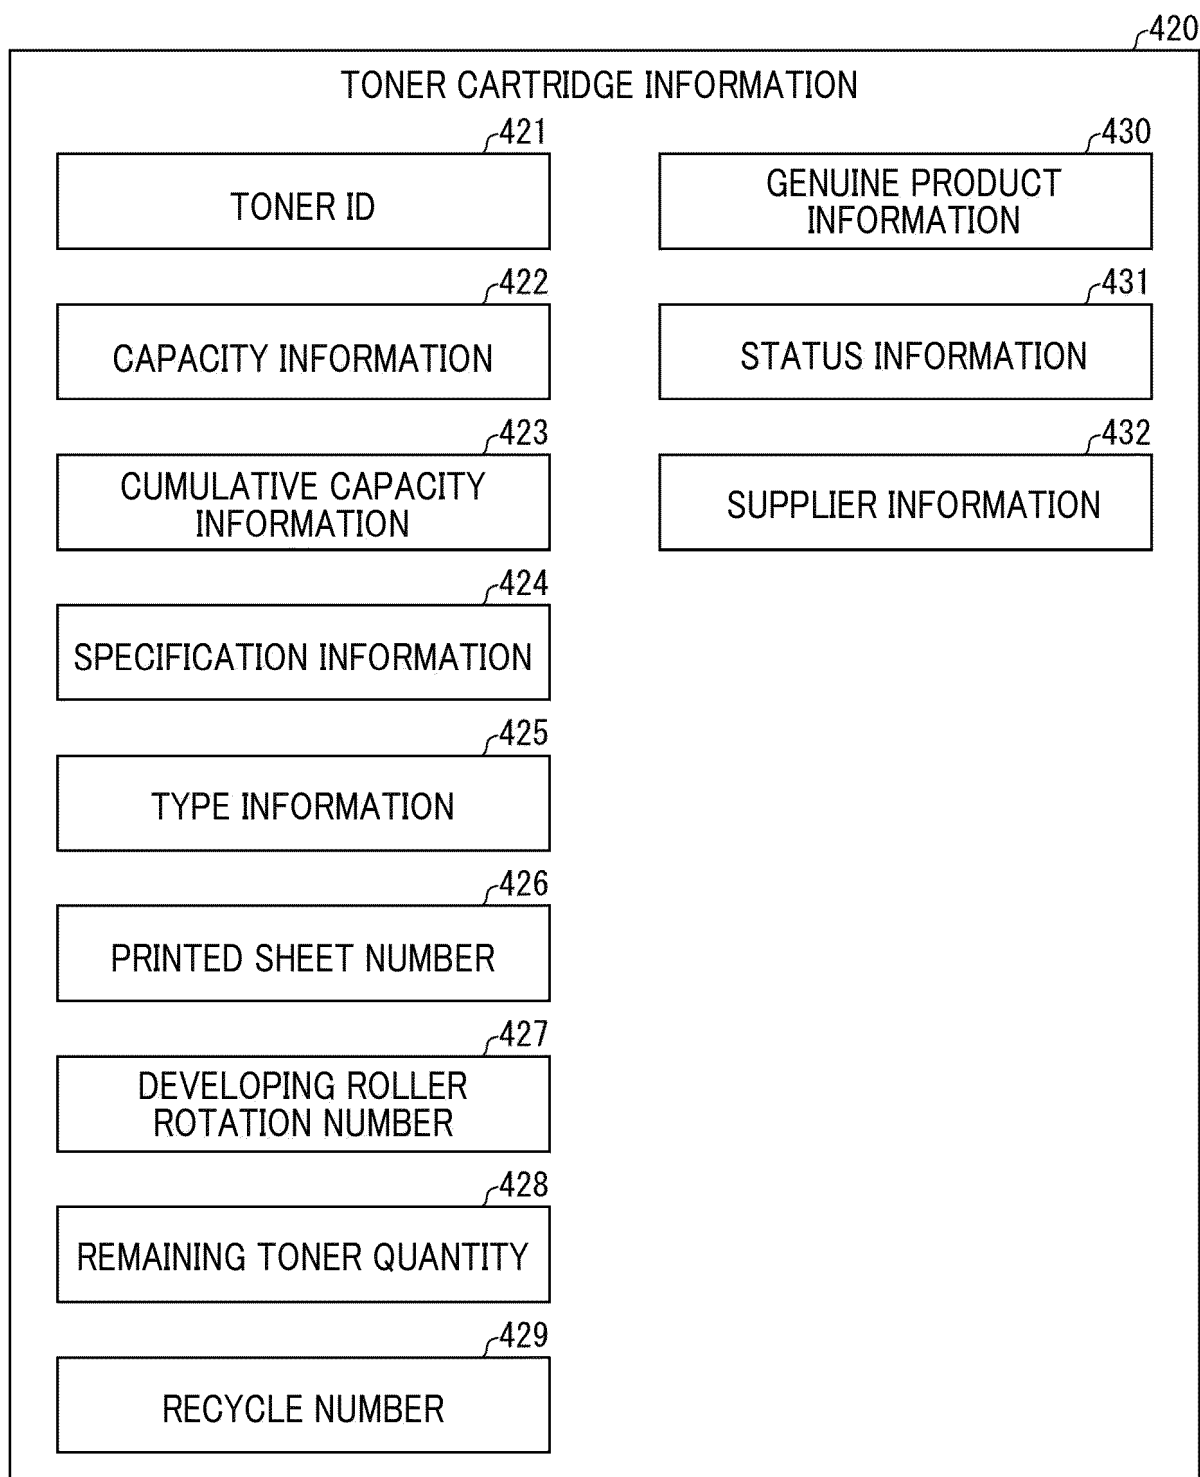 420
TONER CARTRIDGE INFORMATION
421
TONER ID
422
CAPACITY INFORMATION
423
CUMULATIVE CAPACITY
INFORMATION
424
SPECIFICATION INFORMATION
425
TYPE INFORMATION
426
PRINTED SHEET NUMBER
427
DEVELOPING ROLLER
ROTATION NUMBER
428
REMAINING TONER QUANTITY
429
RECYCLE NUMBER
430
GENUINE PRODUCT
INFORMATION
431
STATUS INFORMATION
432
SUPPLIER INFORMATION